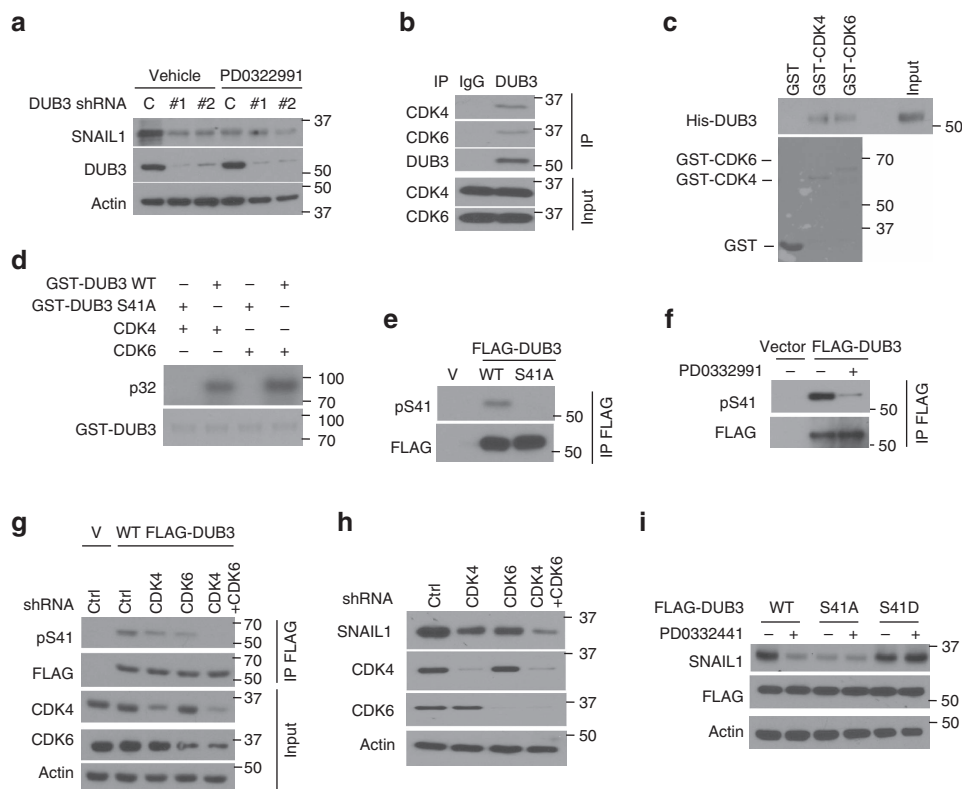 a
Vehicle PD0322991
DUB3 shRNA C #1 #2 C #1 #2
SNAIL1 37
DUB3 50
50
Actin 37
b
IP IgG DUB3
CDK4 37
CDK6 37
DUB3 50
IP
CDK4 37
CDK6 37
Input
c
GST GST-CDK4 GST-CDK6 Input
His-DUB3 50
GST-CDK6 70
GST-CDK4
50
37
GST
d
GST-DUB3 WT – + – +
GST-DUB3 S41A + – + –
CDK4 + + – –
CDK6 – – + +
p32 100
70
GST-DUB3 100
70
e
FLAG-DUB3
V WT S41A
pS41 50
FLAG 50
IP FLAG
f
Vector FLAG-DUB3
PD0332991 – – +
pS41 50
FLAG 50
IP FLAG
g
V WT FLAG-DUB3
shRNA Ctrl Ctrl CDK4 CDK6 CDK4 +CDK6
pS41 70
50
FLAG 70
50
IP FLAG
CDK4 37
CDK6 37
Actin 50
Input
h
shRNA Ctrl CDK4 CDK6 CDK4 +CDK6
SNAIL1 37
CDK4 37
CDK6 37
Actin 50
i
FLAG-DUB3 WT S41A S41D
PD0332441 – + – + – +
SNAIL1 37
FLAG 50
Actin 50